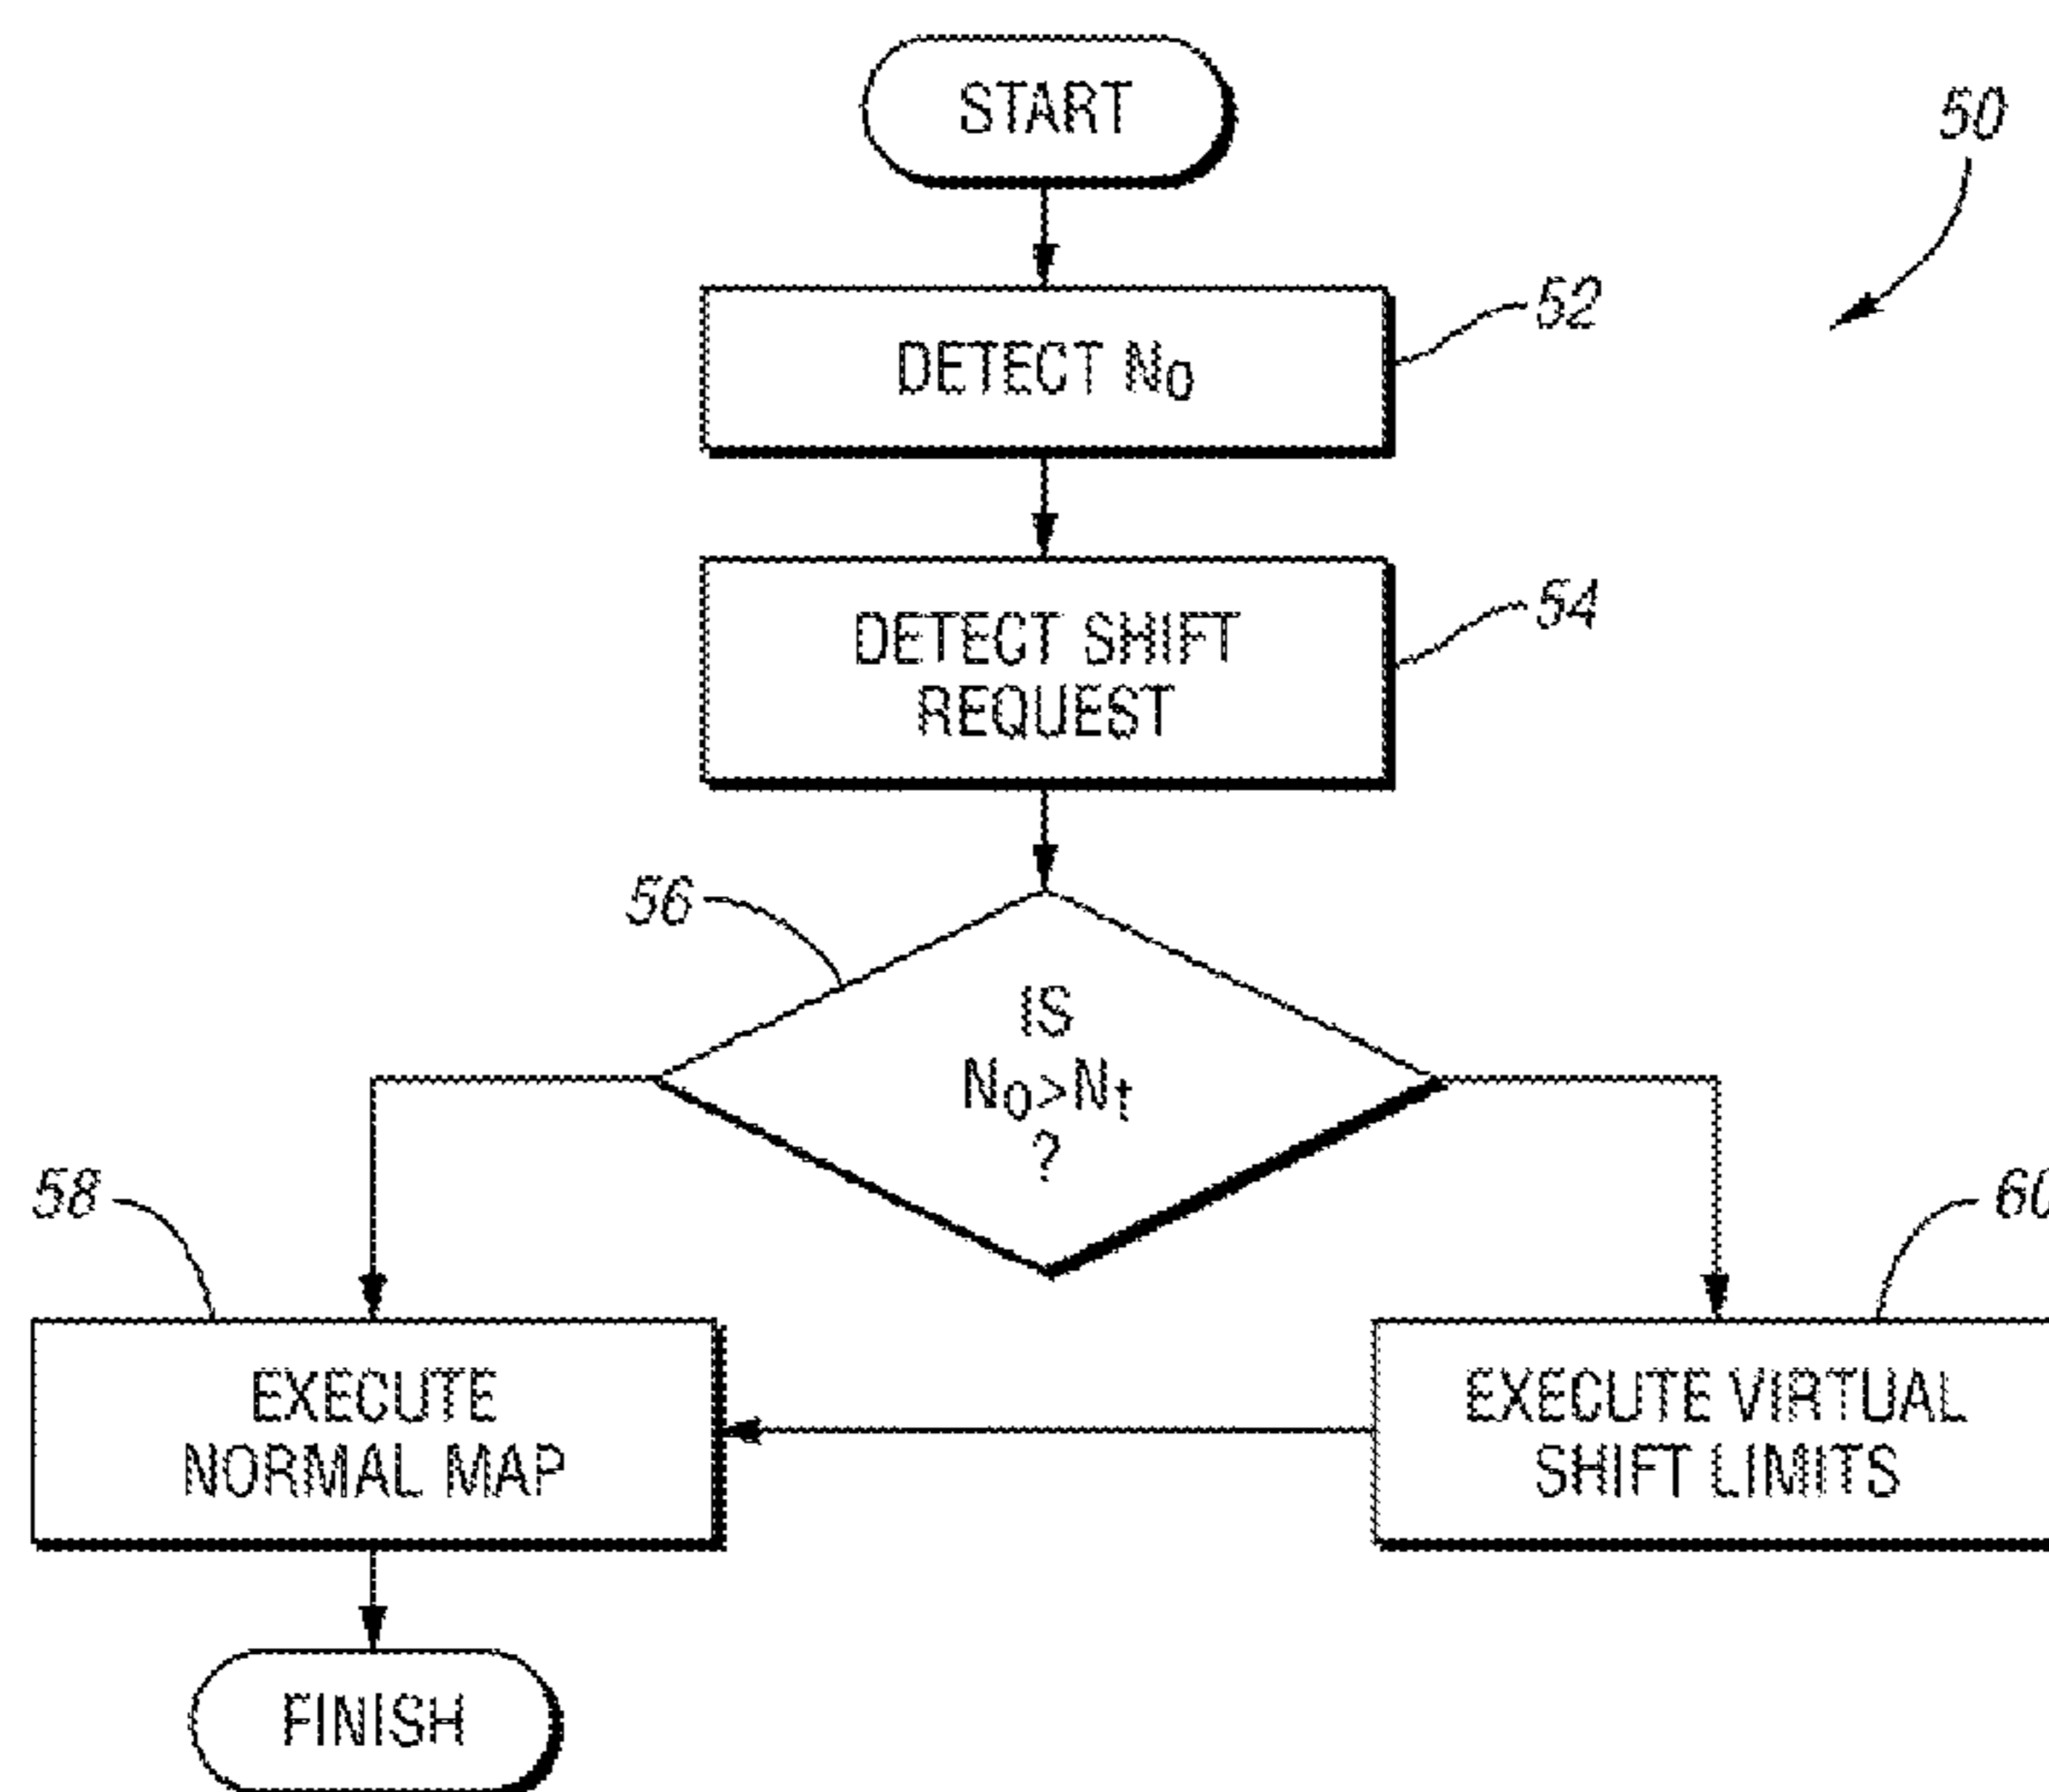 START
50
DETECT No
52
DETECT SHIFT
REQUEST
54
56
IS
No>Nt
?
58
60
EXECUTE
NORMAL MAP
EXECUTE VIRTUAL
SHIFT LIMITS
FINISH